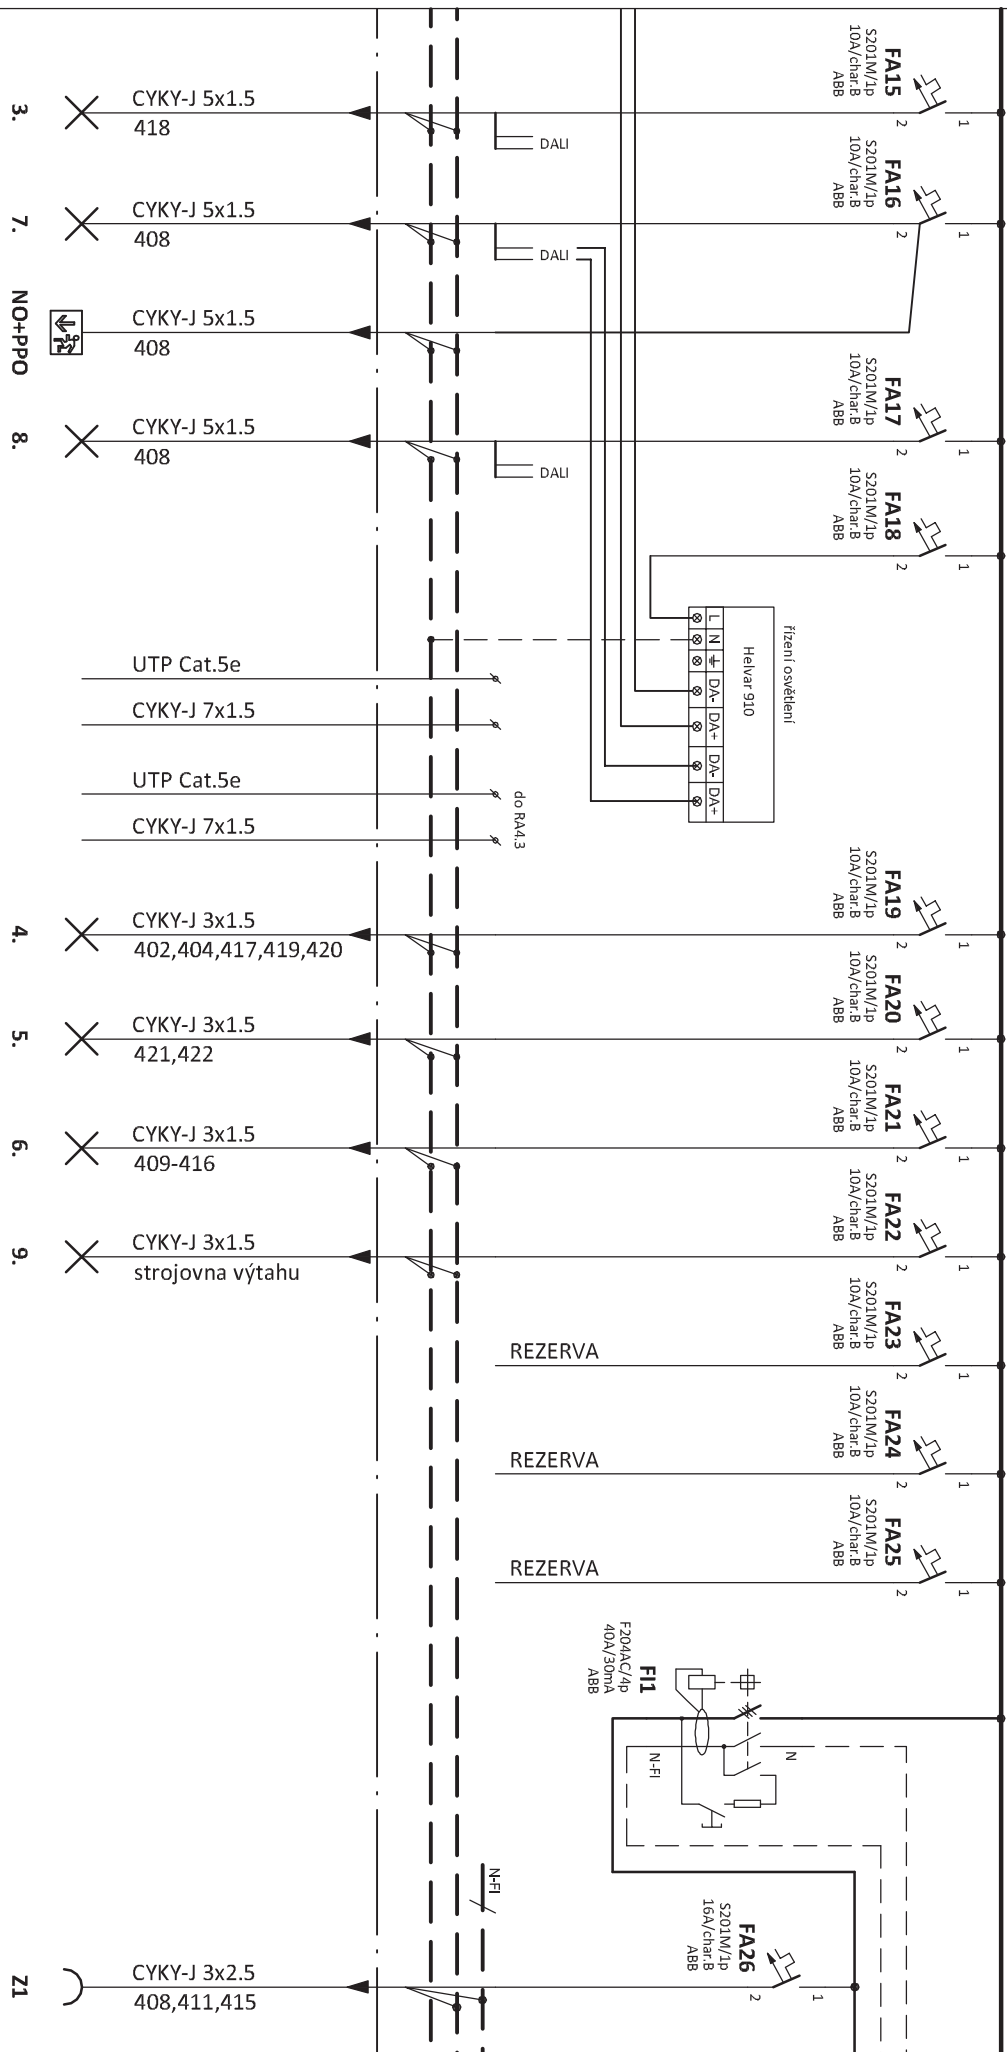 FA15
S201M/1p
10A/char.B
ABB
1
2
DALI
CYKY-J 5x1.5
418
3.
FA16
S201M/1p
10A/char.B
ABB
1
2
DALI
CYKY-J 5x1.5
408
7.
CYKY-J 5x1.5
408
NO+PPO
FA17
S201M/1p
10A/char.B
ABB
1
2
DALI
CYKY-J 5x1.5
408
8.
FA18
S201M/1p
10A/char.B
ABB
1
2
řízení osvětlení
Helvar 910
L
N
DA-
DA+
DA-
DA+
UTP Cat.5e
CYKY-J 7x1.5
UTP Cat.5e
CYKY-J 7x1.5
do RA4.3
FA19
S201M/1p
10A/char.B
ABB
1
2
CYKY-J 3x1.5
402,404,417,419,420
4.
FA20
S201M/1p
10A/char.B
ABB
1
2
CYKY-J 3x1.5
421,422
5.
FA21
S201M/1p
10A/char.B
ABB
1
2
CYKY-J 3x1.5
409-416
6.
FA22
S201M/1p
10A/char.B
ABB
1
2
CYKY-J 3x1.5
strojovna výtahu
9.
FA23
S201M/1p
10A/char.B
ABB
1
2
REZERVA
FA24
S201M/1p
10A/char.B
ABB
1
2
REZERVA
FA25
S201M/1p
10A/char.B
ABB
1
2
REZERVA
FI1
F204AC/4p
40A/30mA
ABB
N
N-FI
N-FI
FA26
S201M/1p
16A/char.B
ABB
1
2
CYKY-J 3x2.5
408,411,415
Z1